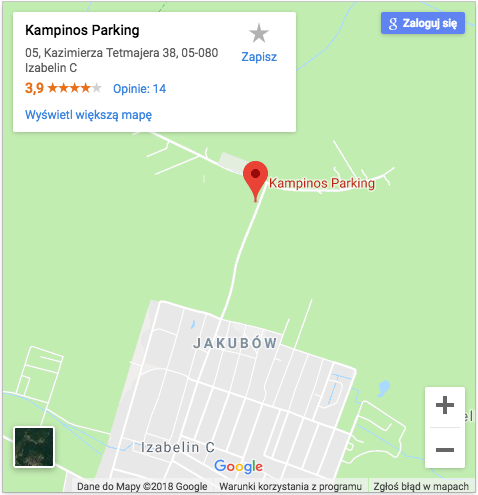 Kampinos Parking
05, Kazimierza Tetmajera 38, 05-080
Izabelin C
3,9 Opinie: 14
Wyświetl większą mapę
Zapisz
Zaloguj się
Kampinos Parking
JAKUBÓW
Izabelin C
Google
Dane do Mapy ©2018 Google Warunki korzystania z programu Zgłoś błąd w mapach